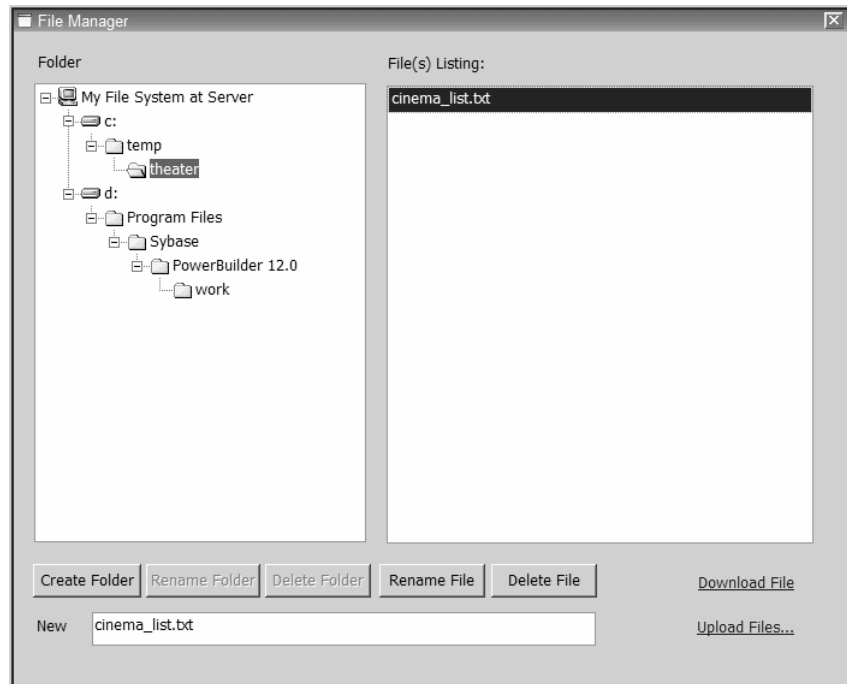 File Manager
Folder
File(s) Listing:
My File System at Server
c:
temp
theater
d:
Program Files
Sybase
PowerBuilder 12.0
work
cinema_list.txt
Create Folder
Rename Folder
Delete Folder
Rename File
Delete File
Download File
New
cinema_list.txt
Upload Files...